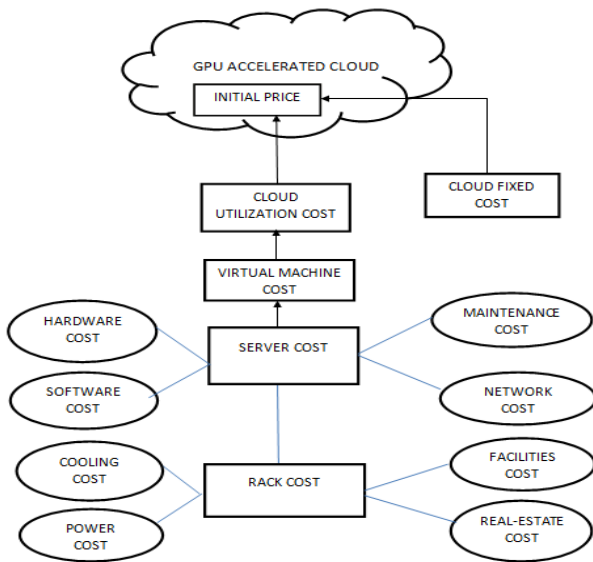 GPU ACCELERATED CLOUD
INITIAL PRICE
CLOUD
UTILIZATION COST
CLOUD FIXED
COST
VIRTUAL MACHINE
COST
HARDWARE
COST
SERVER COST
MAINTENANCE
COST
SOFTWARE
COST
NETWORK
COST
COOLING
COST
RACK COST
FACILITIES
COST
POWER
COST
REAL-ESTATE
COST